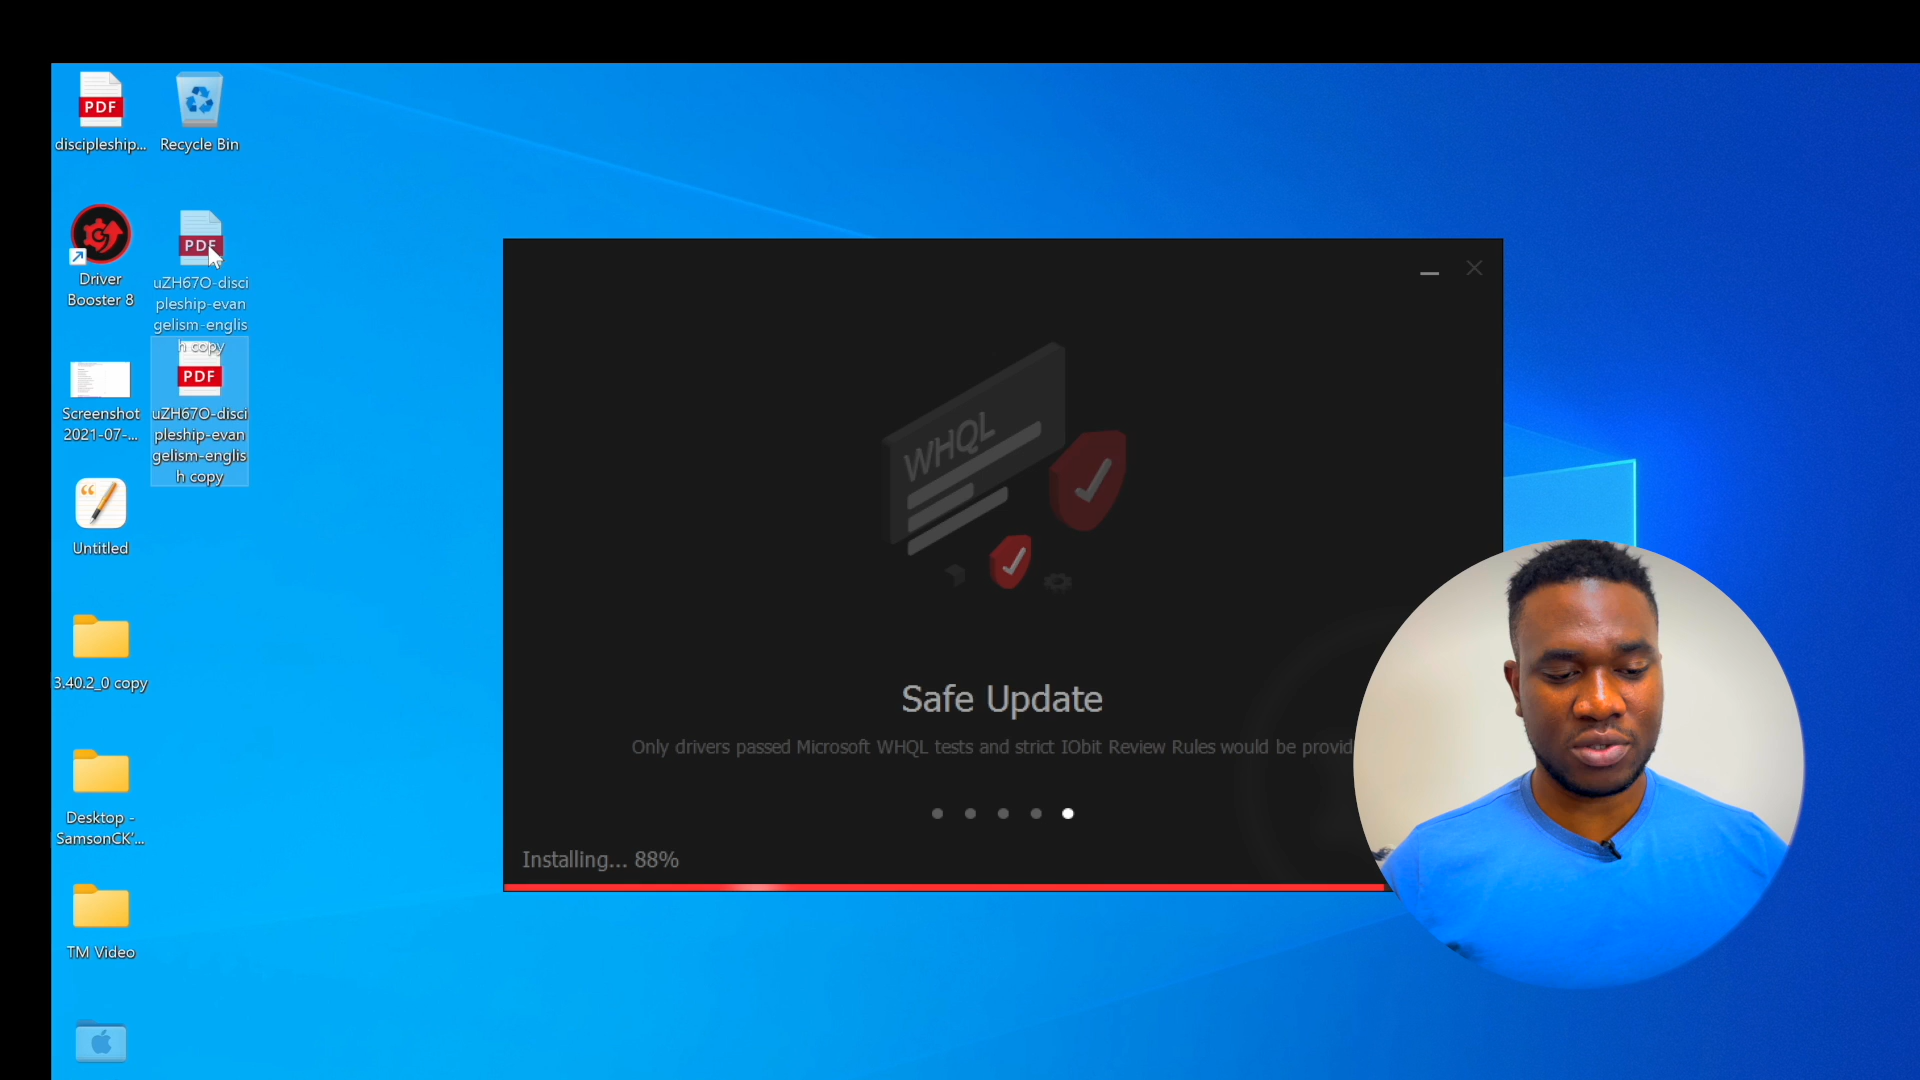 PDF
discipleship...
Recycle Bin
Driver
Booster 8
PDF
uZH67O-disci
pleship-evan
gelism-englis
h copy
Screenshot
2021-07-...
PDF
uZH67O-disci
pleship-evan
gelism-englis
h copy
Untitled
3.40.2_0 copy
Desktop -
SamsonCK'...
TM Video
WHQL
Safe Update
Only drivers passed Microsoft WHQL tests and strict IObit Review Rules would be provid
Installing... 88%